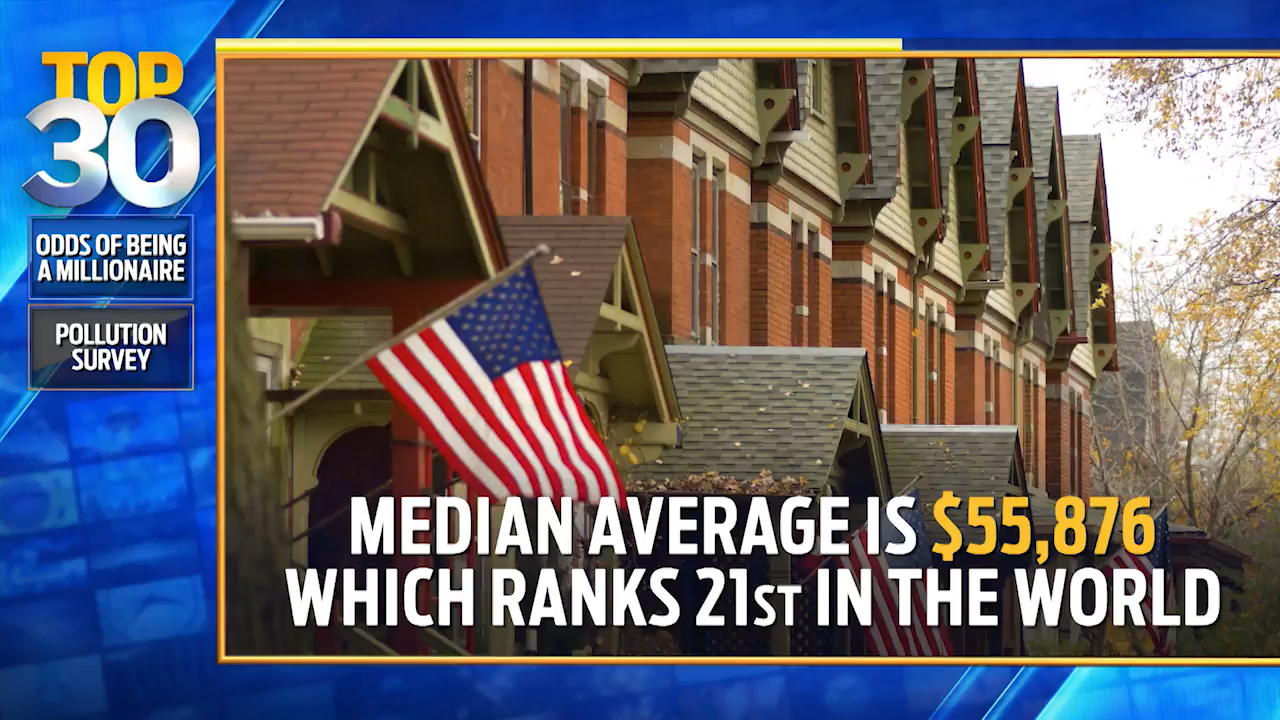 TOP
30
ODDS OF BEING
A MILLIONAIRE
POLLUTION
SURVEY
MEDIAN AVERAGE IS $55,876
WHICH RANKS 21ST IN THE WORLD